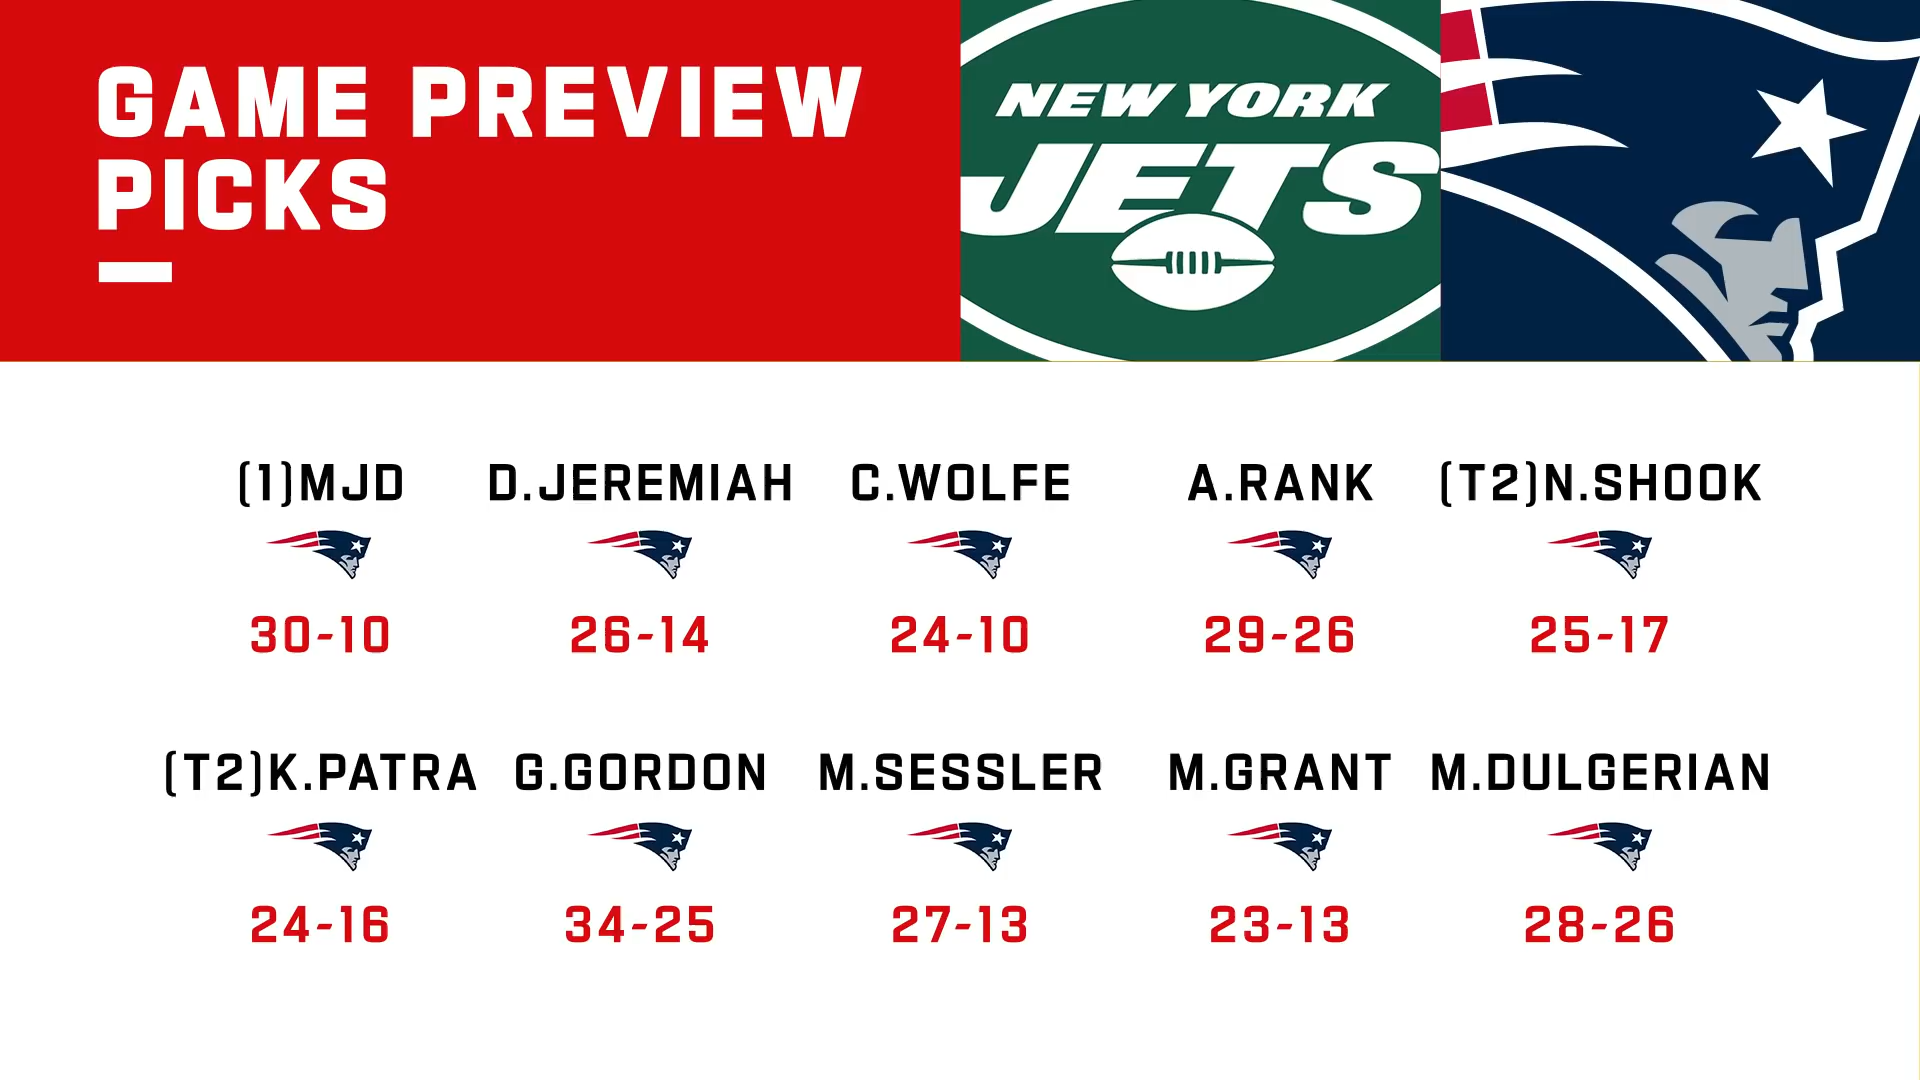 GAME PREVIEW
PICKS
NEW YORK
JETS
(1)MJD D.JEREMIAH C.WOLFE A.RANK (T2)N.SHOOK
30-10 26-14 24-10 29-26 25-17
(T2)K.PATRA G.GORDON M.SESSLER M.GRANT M.DULGERIAN
24-16 34-25 27-13 23-13 28-26